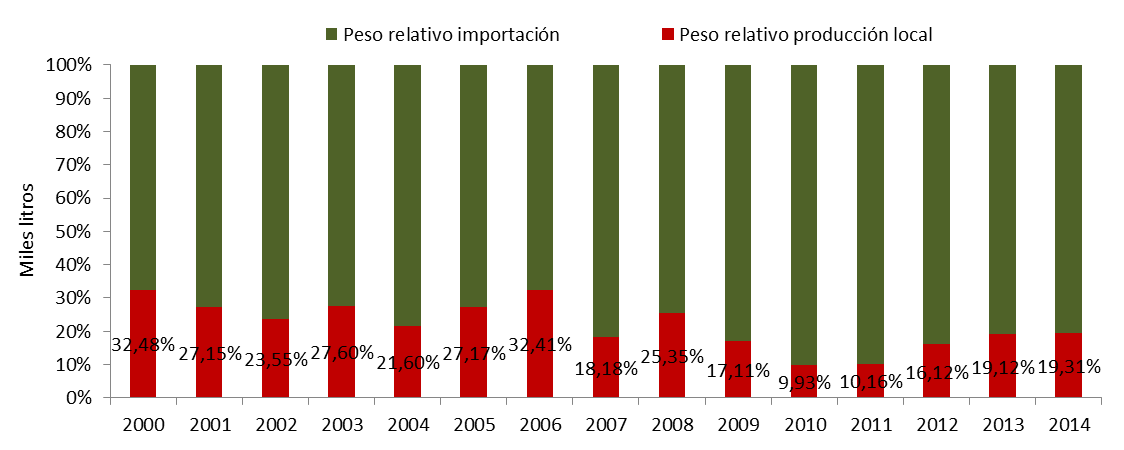 Peso relativo importación Peso relativo producción local
100%
90%
80%
70%
60%
50%
40%
30%
20%
10%
0%
Miles litros
32,48% 27,15% 23,55% 27,60% 21,60% 27,17% 32,41% 18,18% 25,35% 17,11% 9,93% 10,16% 16,12% 19,12% 19,31%
2000 2001 2002 2003 2004 2005 2006 2007 2008 2009 2010 2011 2012 2013 2014